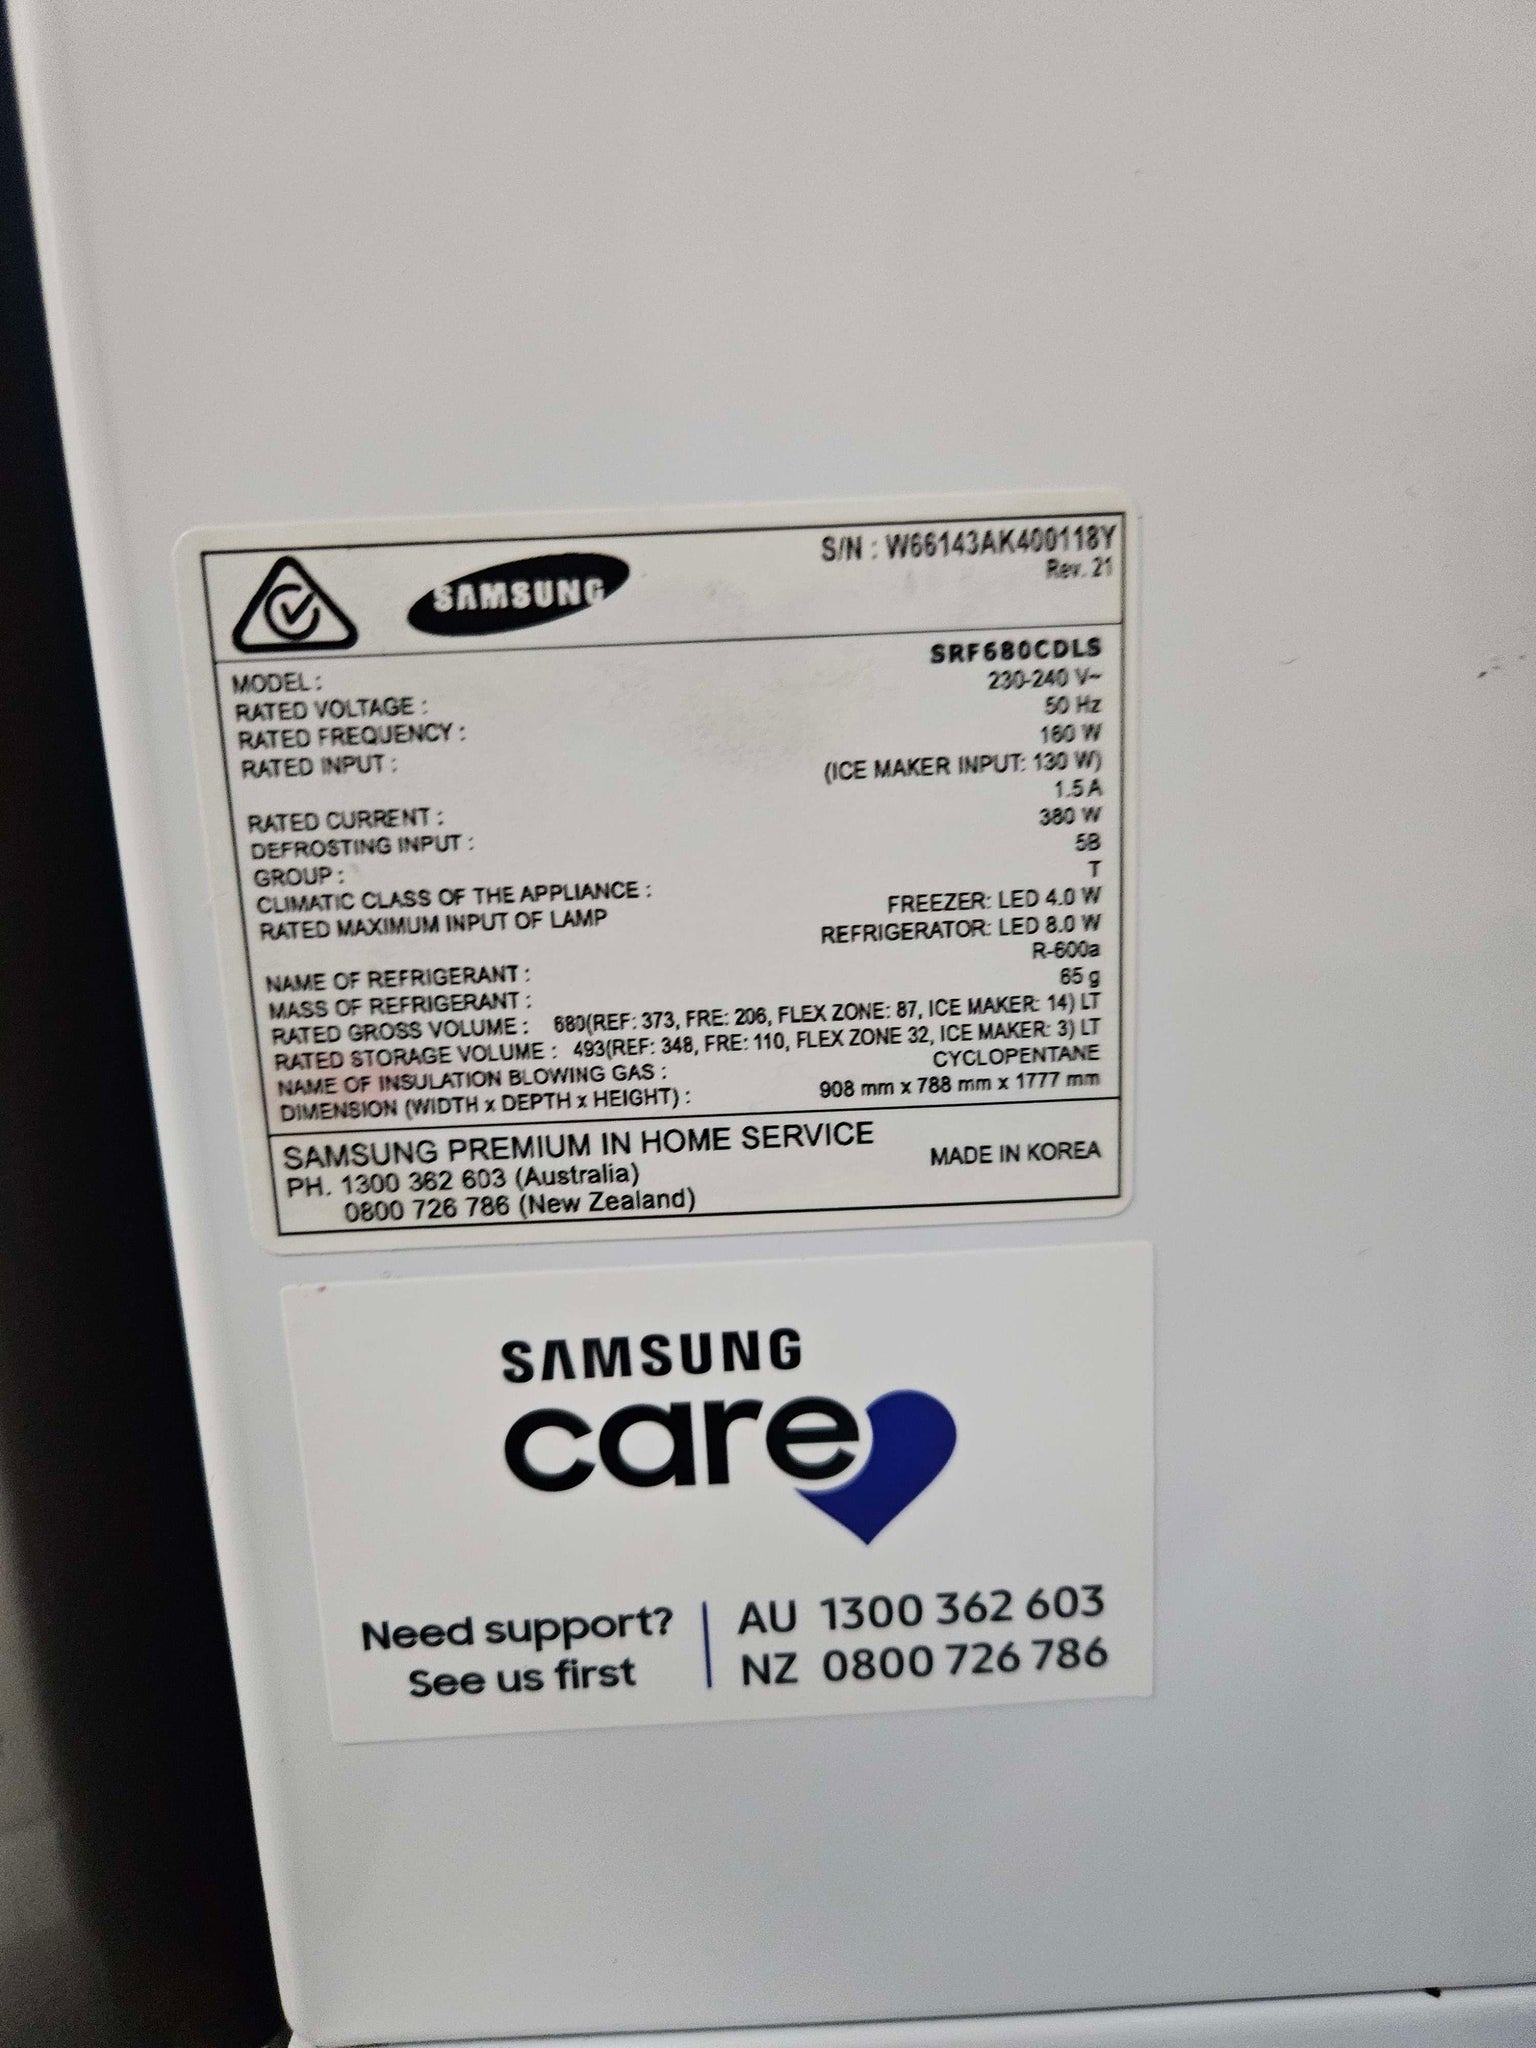 SAMSUNG
S/N : W66143AK400118Y
Rev. 21
MODEL : SRF680CDLS
RATED VOLTAGE : 230-240 V~
RATED FREQUENCY : 50 Hz
RATED INPUT : 160 W
(ICE MAKER INPUT: 130 W)
RATED CURRENT : 1.5 A
DEFROSTING INPUT : 380 W
GROUP : 5B
CLIMATIC CLASS OF THE APPLIANCE : T
RATED MAXIMUM INPUT OF LAMP FREEZER: LED 4.0 W
REFRIGERATOR: LED 8.0 W
NAME OF REFRIGERANT : R-600a
MASS OF REFRIGERANT : 65 g
RATED GROSS VOLUME : 680(REF: 373, FRE: 206, FLEX ZONE: 87, ICE MAKER: 14) LT
RATED STORAGE VOLUME : 493(REF: 348, FRE: 110, FLEX ZONE 32, ICE MAKER: 3) LT
NAME OF INSULATION BLOWING GAS : CYCLOPENTANE
DIMENSION (WIDTH x DEPTH x HEIGHT) : 908 mm x 788 mm x 1777 mm
SAMSUNG PREMIUM IN HOME SERVICE
PH. 1300 362 603 (Australia)
0800 726 786 (New Zealand)
MADE IN KOREA
SAMSUNG
care
Need support?
See us first
AU 1300 362 603
NZ 0800 726 786